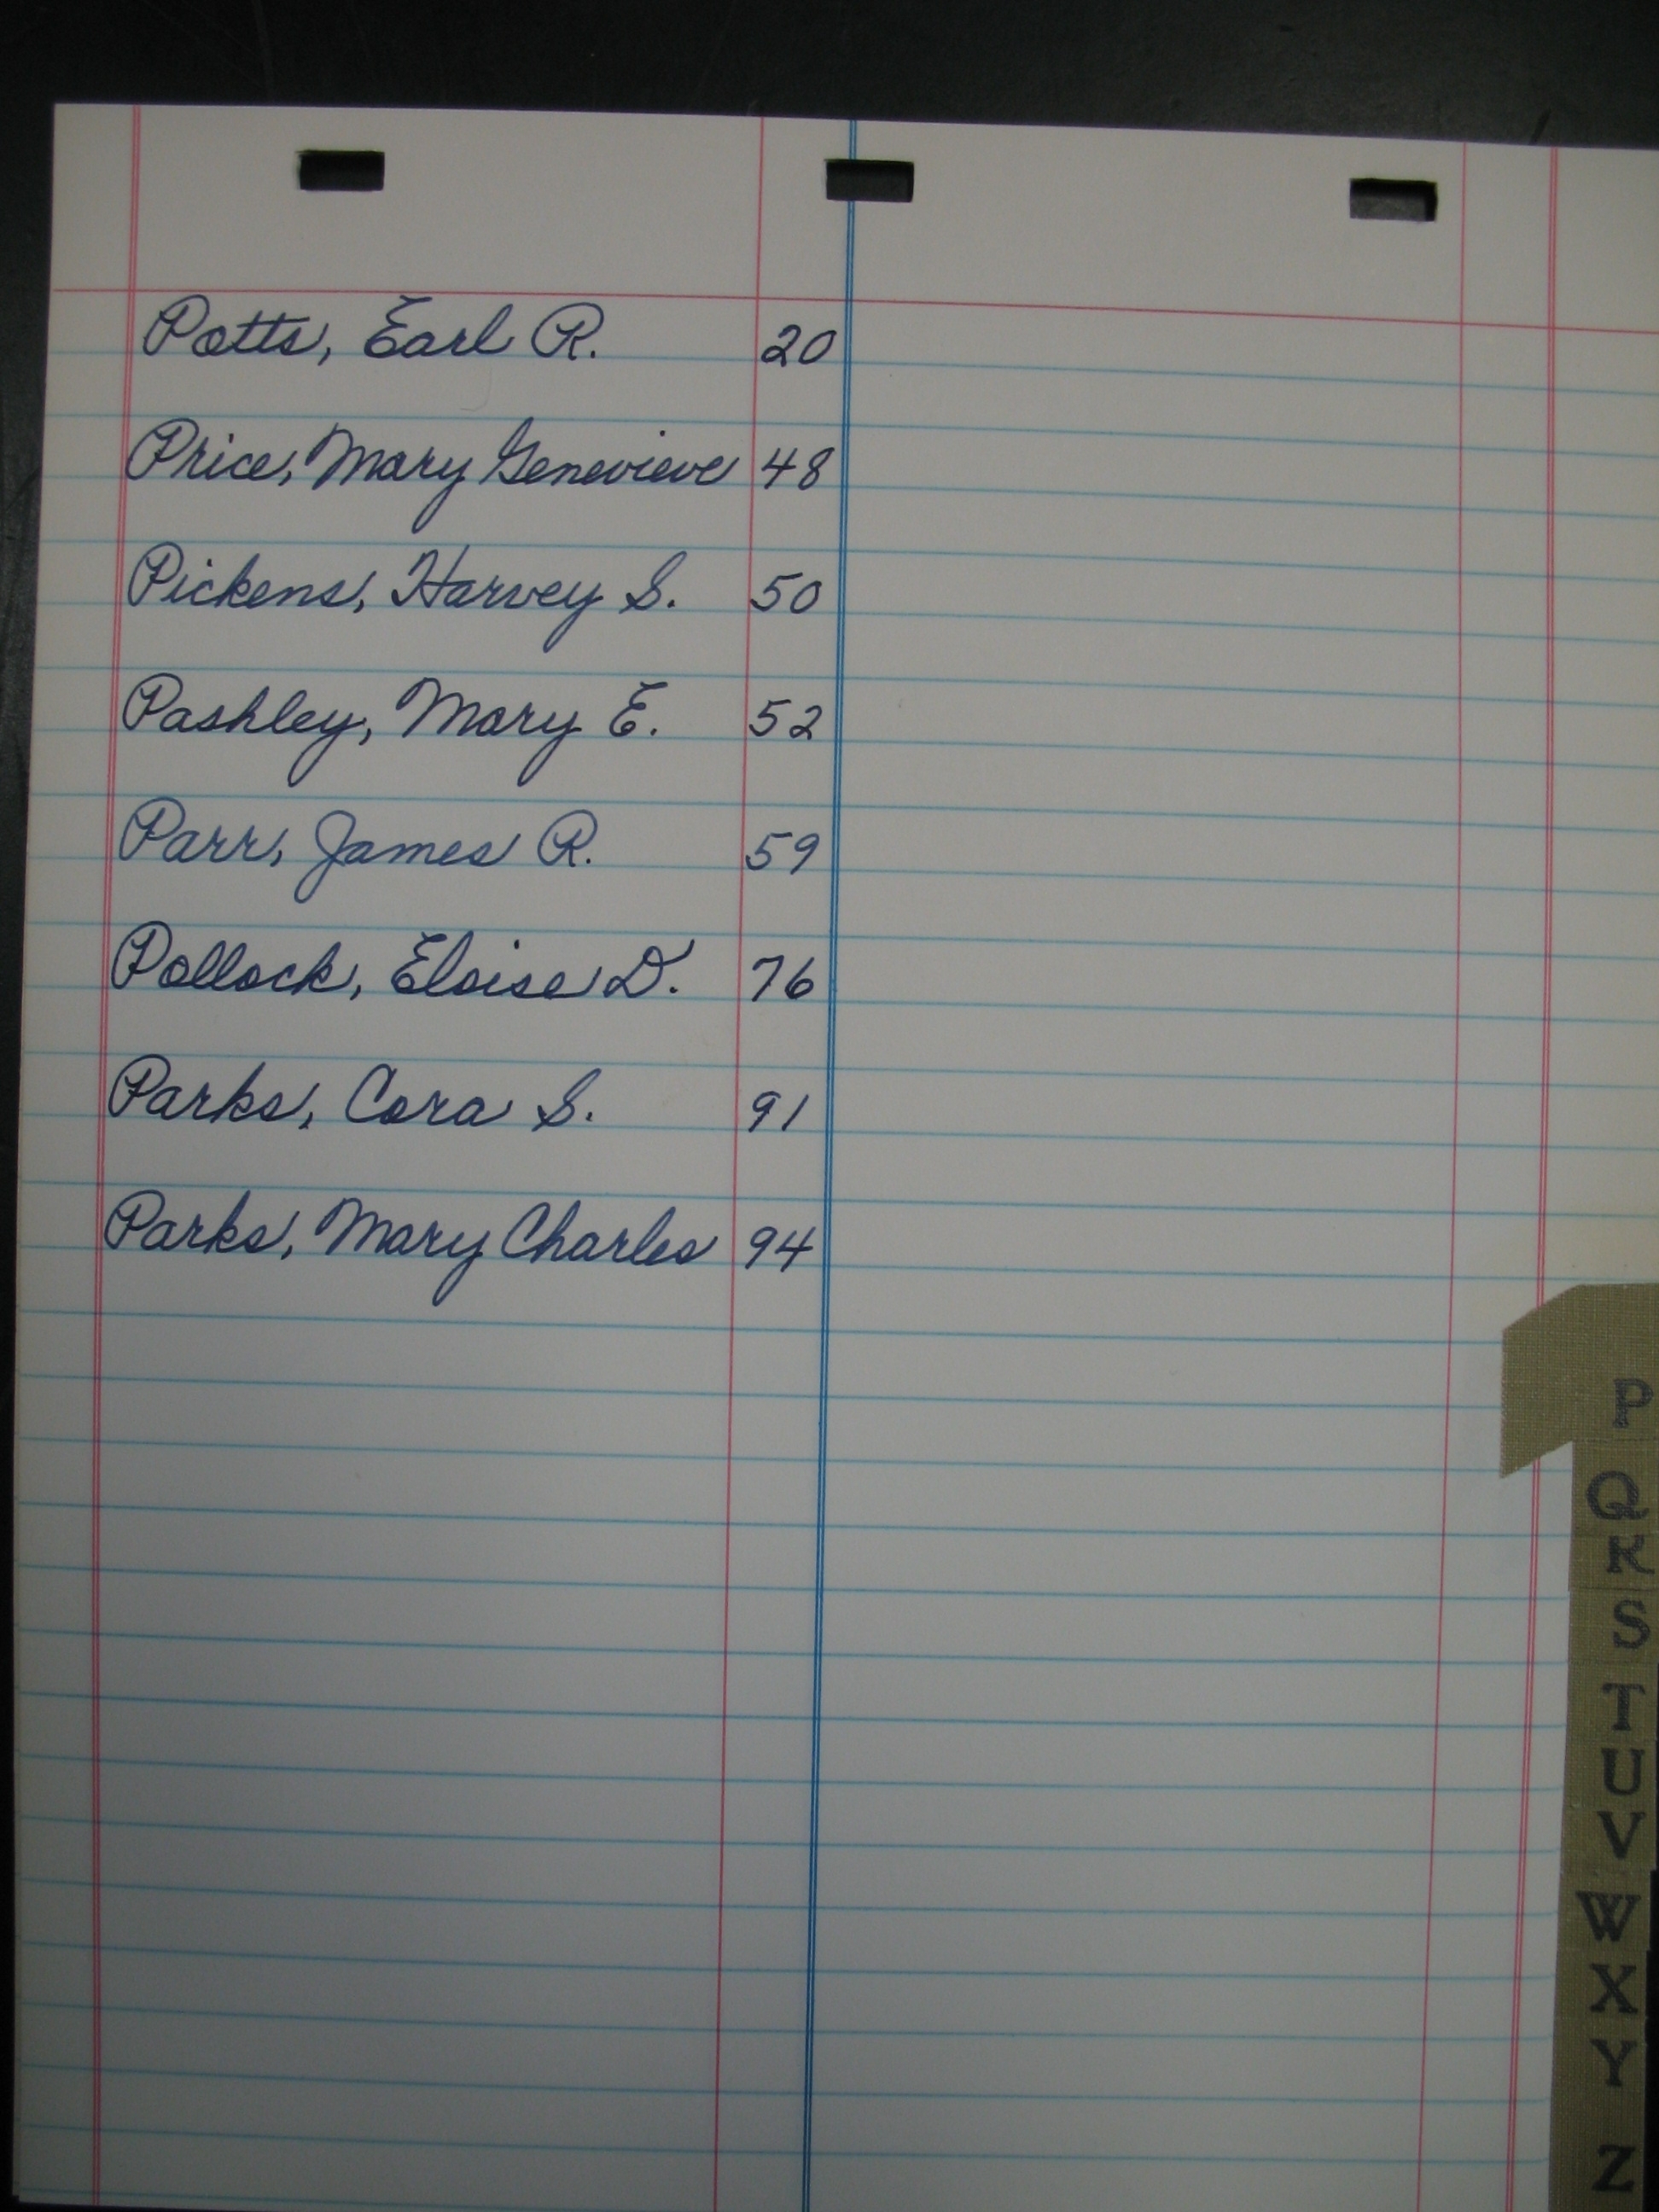 Potts, Earl R. 20
Price, Mary Genevieve 48
Pickens, Harvey S. 50
Pashley, Mary E. 52
Parr, James R. 59
Pollock, Eloise D. 76
Parks, Cora S. 91
Parks, Mary Charles 94
P
Q
R
S
T
U
V
W
X
Y
Z